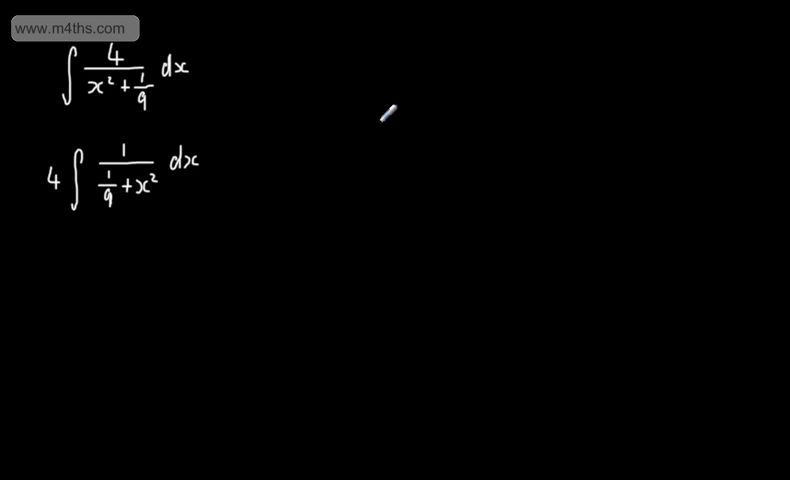 www.m4ths.com
∫ 4/(x² + 1/9) dx
4 ∫ 1/(1/9 + x²) dx